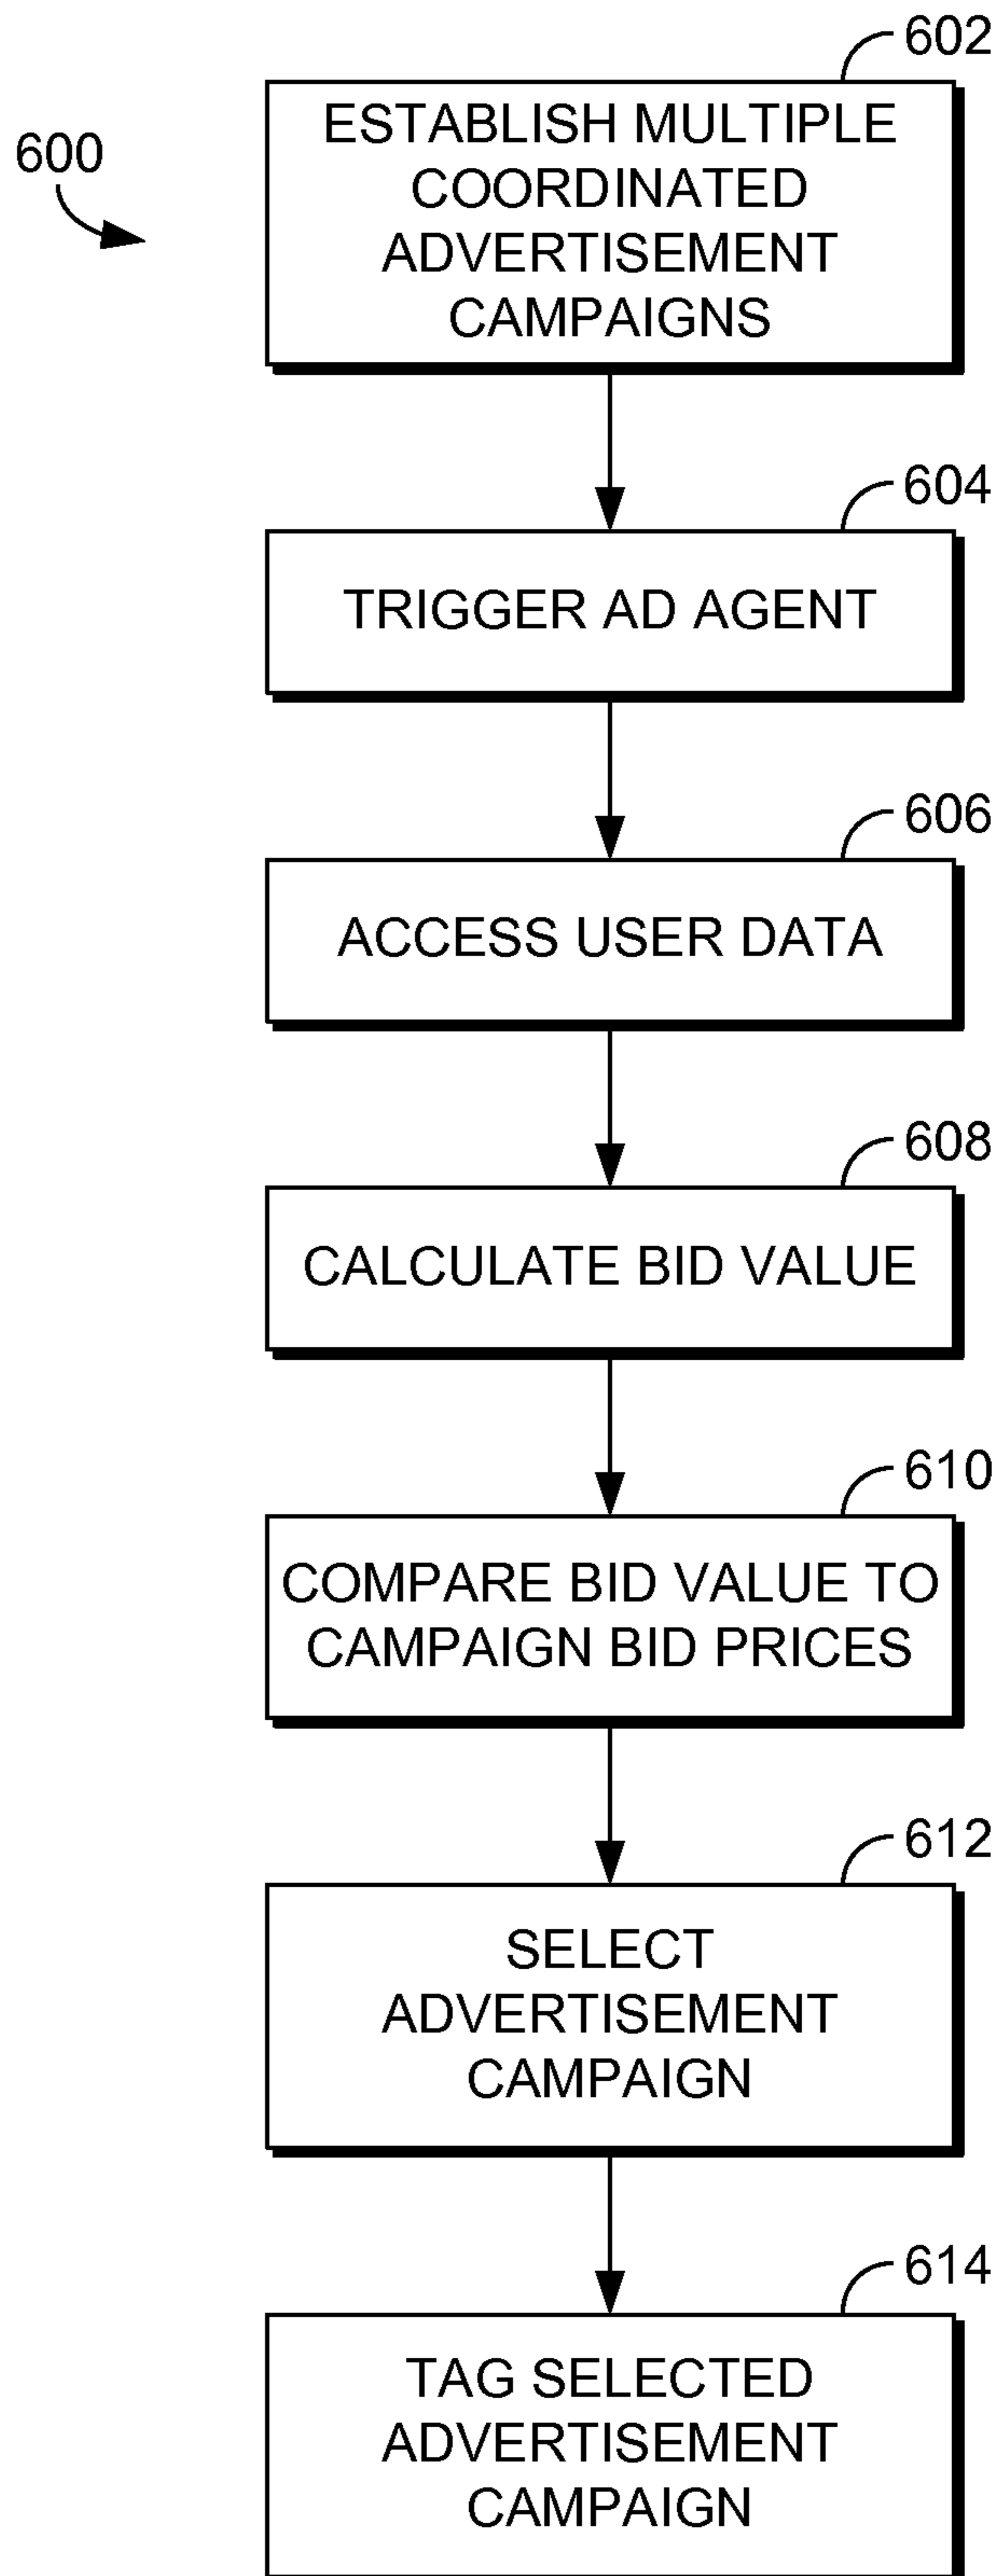 602
600
ESTABLISH MULTIPLE
COORDINATED
ADVERTISEMENT
CAMPAIGNS
604
TRIGGER AD AGENT
606
ACCESS USER DATA
608
CALCULATE BID VALUE
610
COMPARE BID VALUE TO
CAMPAIGN BID PRICES
612
SELECT
ADVERTISEMENT
CAMPAIGN
614
TAG SELECTED
ADVERTISEMENT
CAMPAIGN